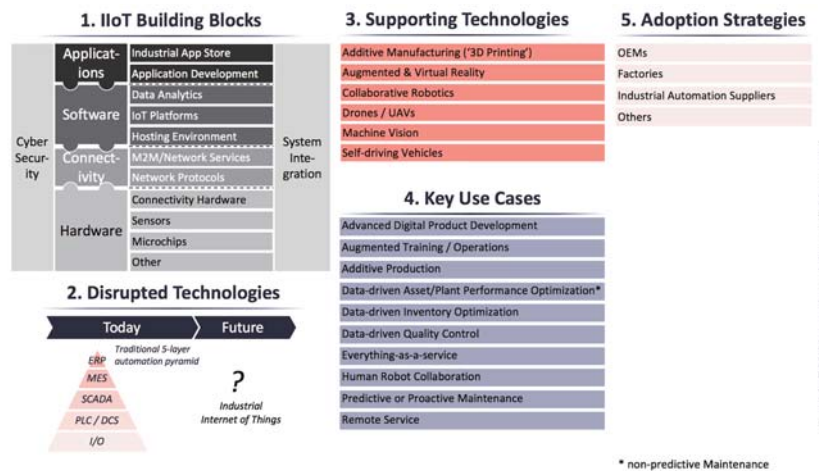 1. IIoT Building Blocks
Cyber
Secur-
ity
Applicat-
ions
Industrial App Store
Application Development
Software
Data Analytics
IoT Platforms
Hosting Environment
Connect-
ivity
M2M/Network Services
Network Protocols
Hardware
Connectivity Hardware
Sensors
Microchips
Other
System
Inte-
gration
2. Disrupted Technologies
Today
Future
Traditional 5-layer
automation pyramid
ERP
MES
SCADA
PLC / DCS
I/O
?
Industrial
Internet of Things
3. Supporting Technologies
Additive Manufacturing (‘3D Printing’)
Augmented & Virtual Reality
Collaborative Robotics
Drones / UAVs
Machine Vision
Self-driving Vehicles
4. Key Use Cases
Advanced Digital Product Development
Augmented Training / Operations
Additive Production
Data-driven Asset/Plant Performance Optimization*
Data-driven Inventory Optimization
Data-driven Quality Control
Everything-as-a-service
Human Robot Collaboration
Predictive or Proactive Maintenance
Remote Service
5. Adoption Strategies
OEMs
Factories
Industrial Automation Suppliers
Others
* non-predictive Maintenance